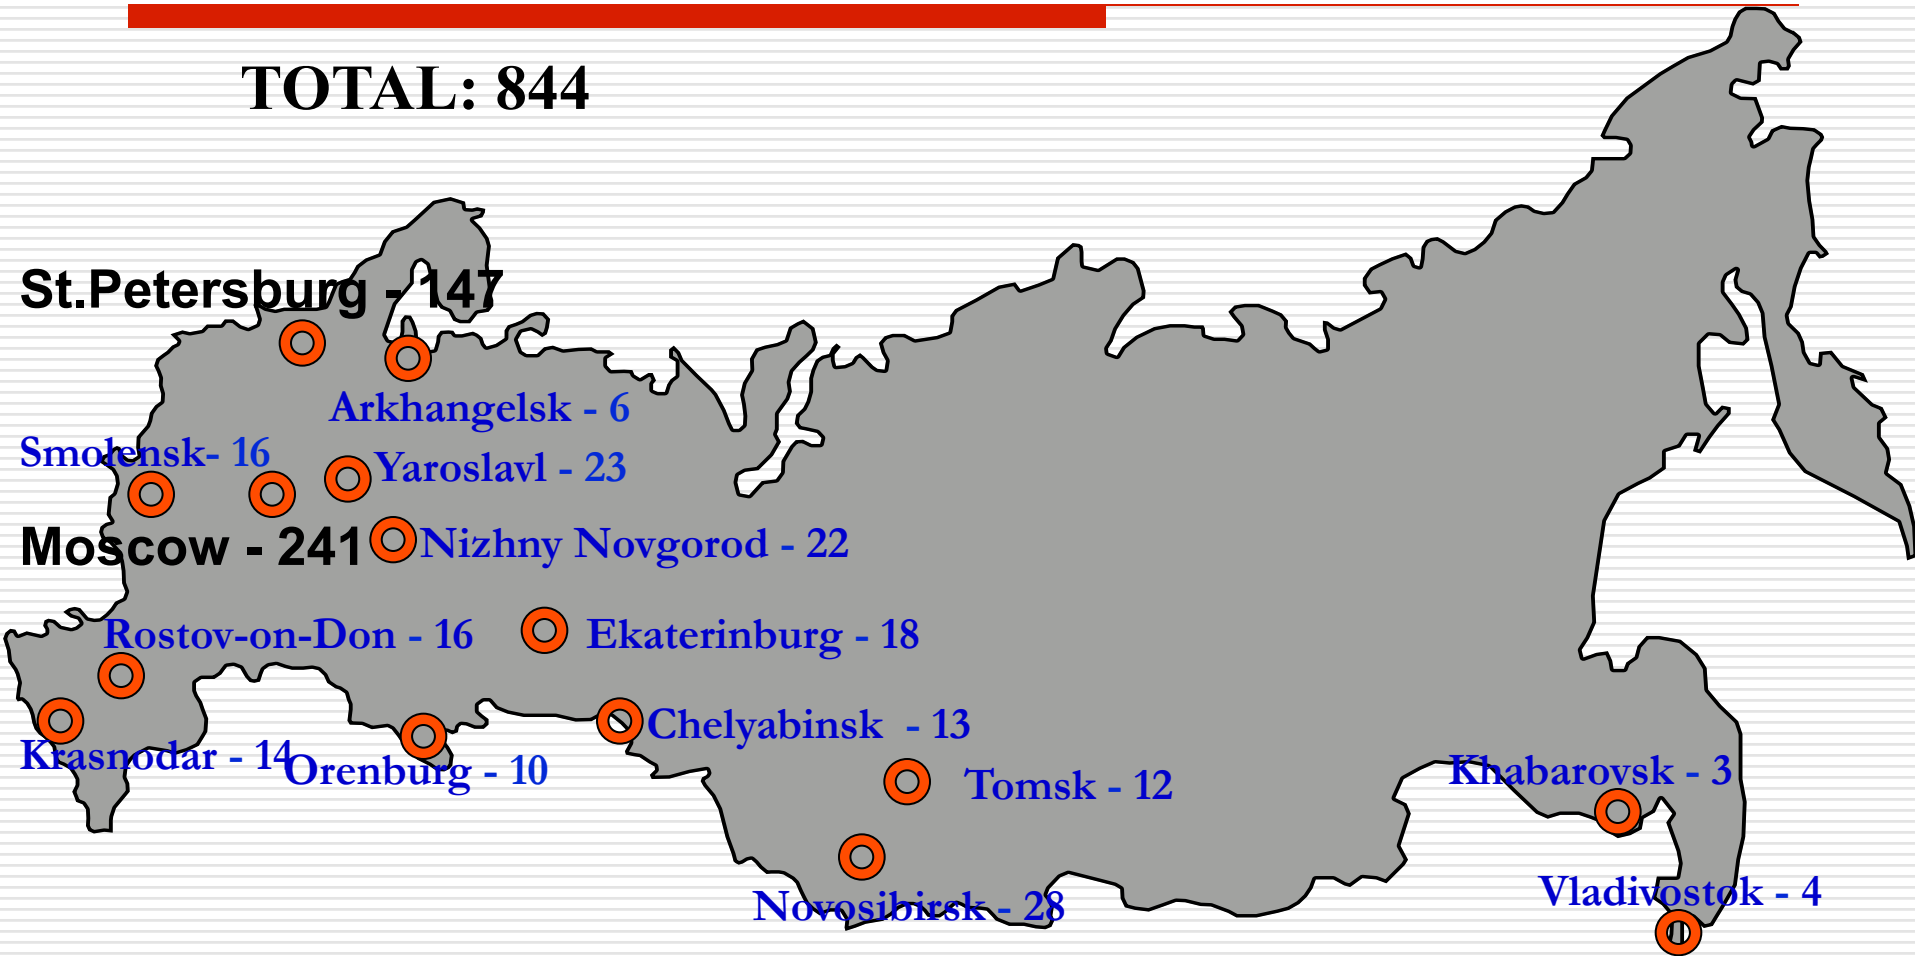 TOTAL: 844
St.Petersburg - 147
Arkhangelsk - 6
Smolensk- 16
Yaroslavl - 23
Moscow - 241
Nizhny Novgorod - 22
Rostov-on-Don - 16
Ekaterinburg - 18
Chelyabinsk - 13
Krasnodar - 14
Orenburg - 10
Tomsk - 12
Khabarovsk - 3
Novosibirsk - 28
Vladivostok - 4